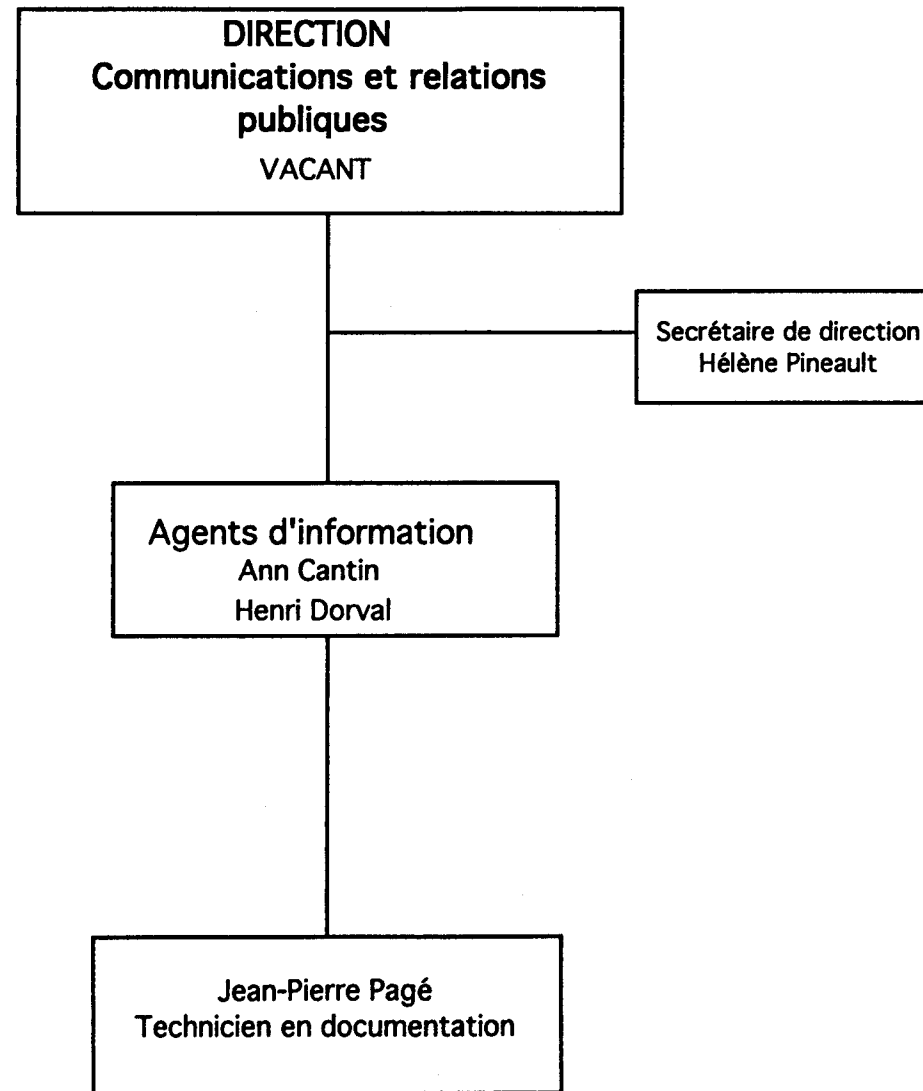 DIRECTION
Communications et relations
publiques
VACANT
Secrétaire de direction
Hélène Pineault
Agents d'information
Ann Cantin
Henri Dorval
Jean-Pierre Pagé
Technicien en documentation